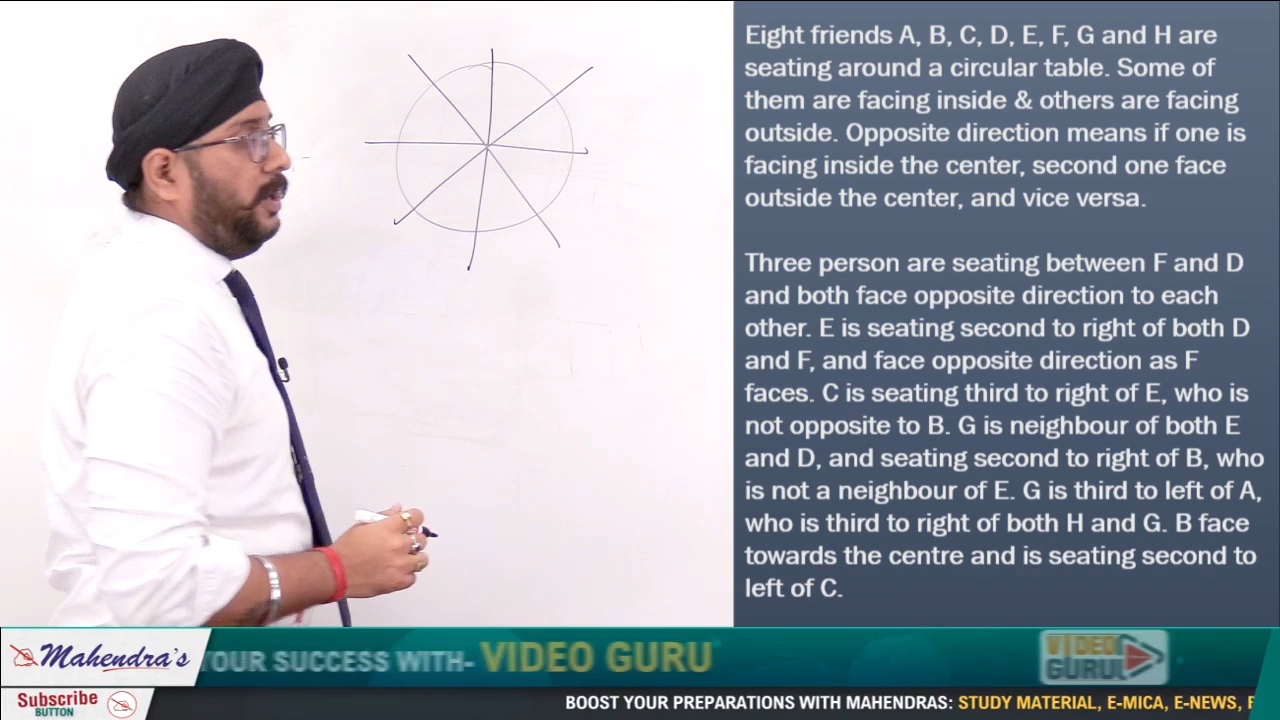 Eight friends A, B, C, D, E, F, G and H are
seating around a circular table. Some of
them are facing inside & others are facing
outside. Opposite direction means if one is
facing inside the center, second one face
outside the center, and vice versa.
Three person are seating between F and D
and both face opposite direction to each
other. E is seating second to right of both D
and F, and face opposite direction as F
faces. C is seating third to right of E, who is
not opposite to B. G is neighbour of both E
and D, and seating second to right of B, who
is not a neighbour of E. G is third to left of A,
who is third to right of both H and G. B face
towards the centre and is seating second to
left of C.
Mahendra's
YOUR SUCCESS WITH- VIDEO GURU
VIDEO
GURU
Subscribe
BUTTON
BOOST YOUR PREPARATIONS WITH MAHENDRAS: STUDY MATERIAL, E-MICA, E-NEWS,